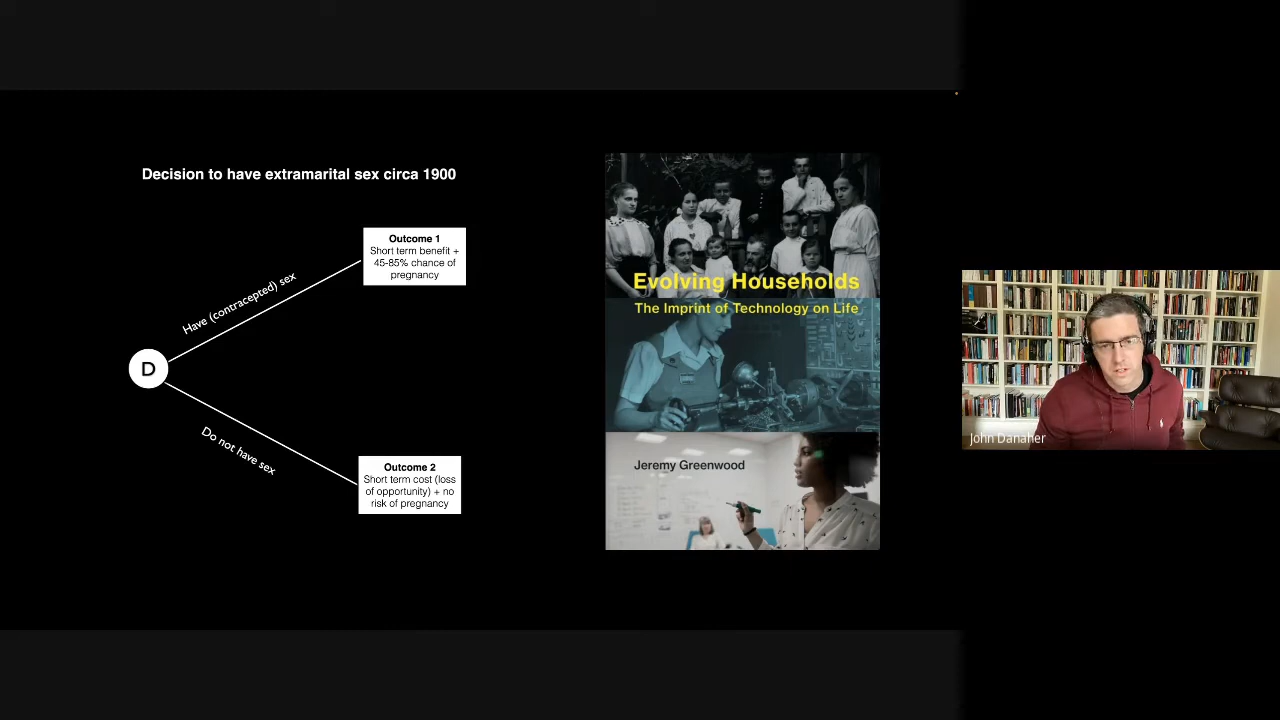 Decision to have extramarital sex circa 1900
Outcome 1
Short term benefit +
45-85% chance of
pregnancy
Have (contracepted) sex
D
Do not have sex
Outcome 2
Short term cost (loss
of opportunity) + no
risk of pregnancy
Evolving Households
The Imprint of Technology on Life
Jeremy Greenwood
John Danaher